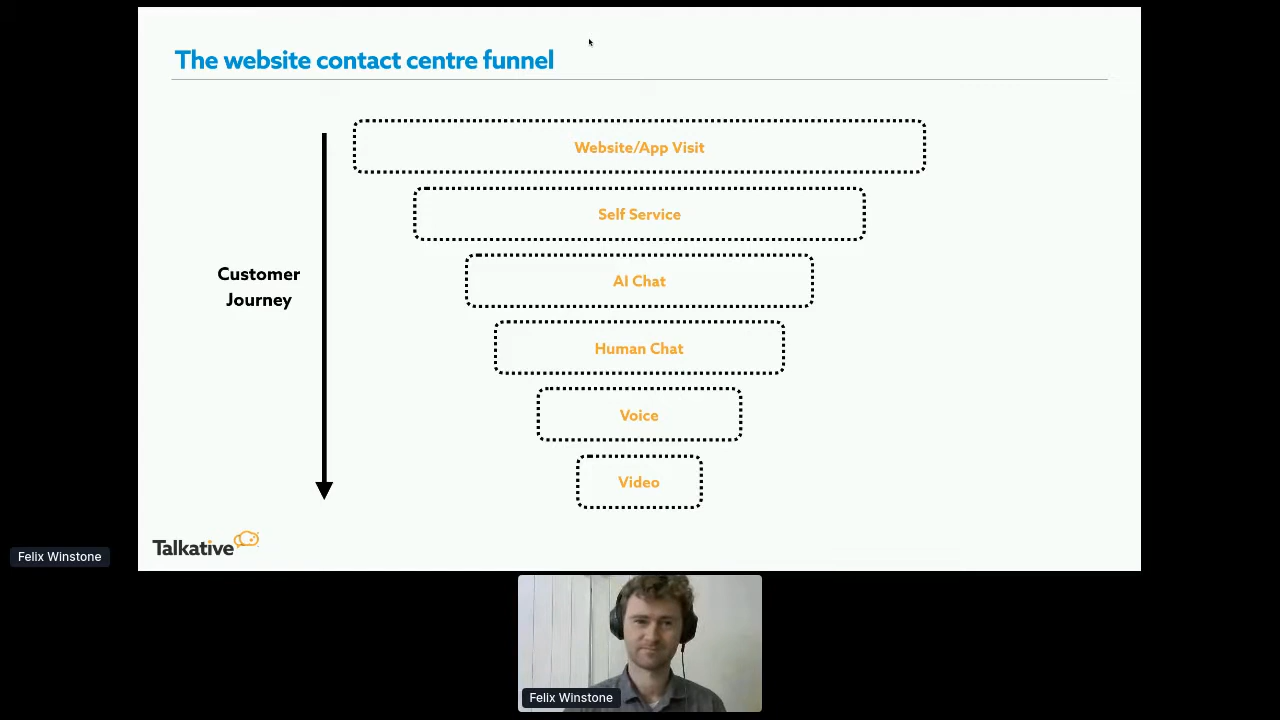 The website contact centre funnel
Website/App Visit
Self Service
AI Chat
Customer
Journey
Human Chat
Voice
Video
Talkative
Felix Winstone
Felix Winstone